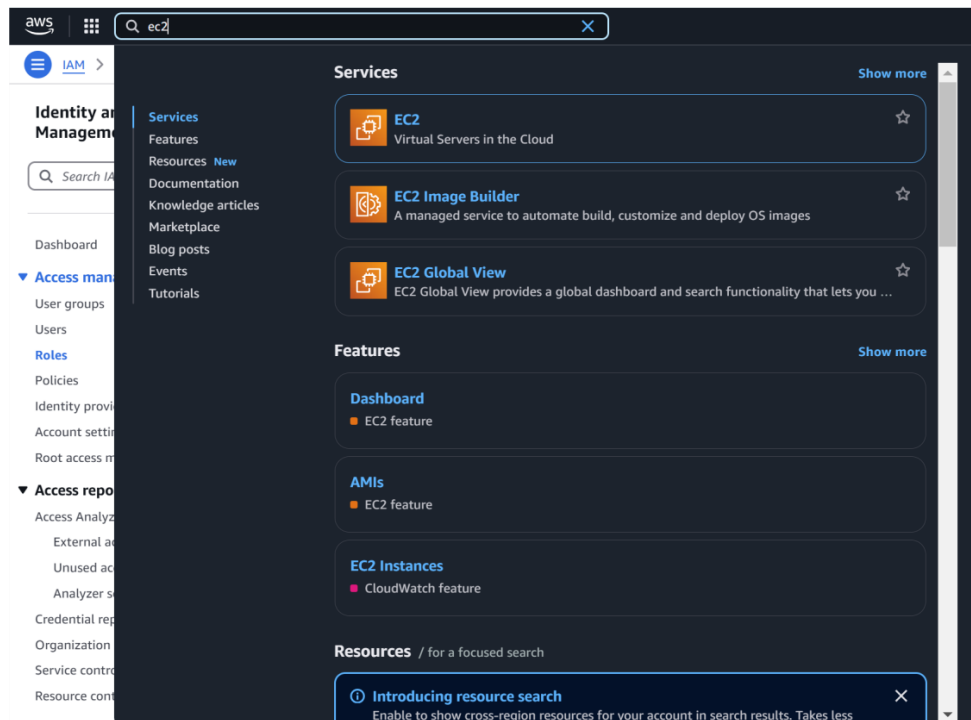 aws
ec2
IAM >
Identity a
Managem
Search IA
Dashboard
Access mana
User groups
Users
Roles
Policies
Identity provi
Account settin
Root access m
Access repo
Access Analyz
External a
Unused ac
Analyzer s
Credential rep
Organization
Service contro
Resource cont
Services
Features
Resources New
Documentation
Knowledge articles
Marketplace
Blog posts
Events
Tutorials
Services Show more
EC2
Virtual Servers in the Cloud
EC2 Image Builder
A managed service to automate build, customize and deploy OS images
EC2 Global View
EC2 Global View provides a global dashboard and search functionality that lets you ...
Features Show more
Dashboard
EC2 feature
AMIs
EC2 feature
EC2 Instances
CloudWatch feature
Resources / for a focused search
Introducing resource search
Enable to show cross-region resources for your account in search results. Takes less